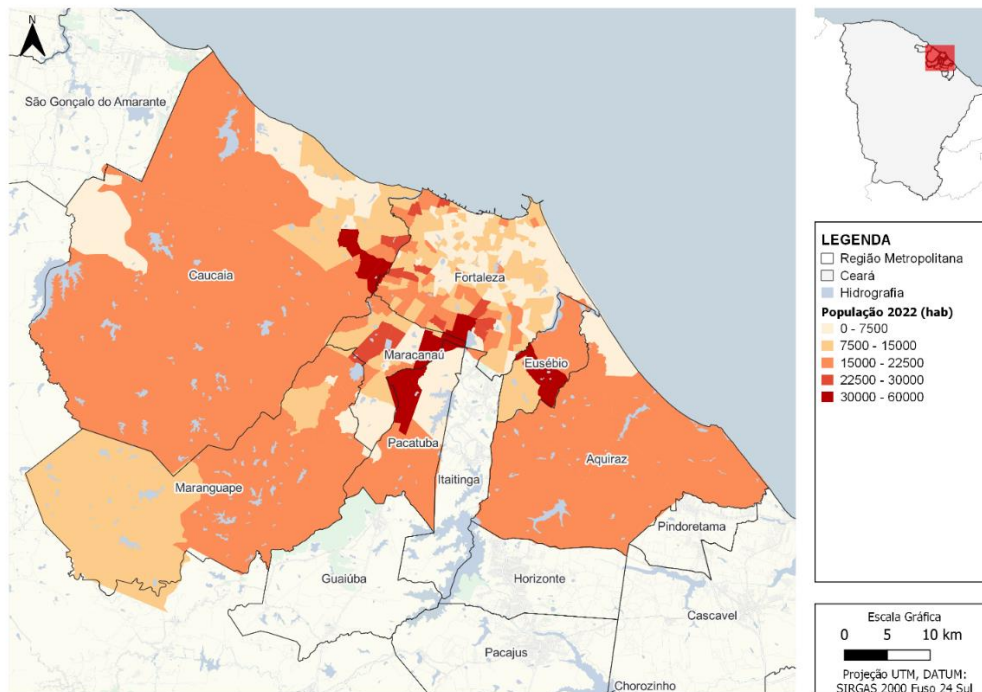 N
São Gonçalo do Amarante
Caucaia
Fortaleza
Maracanaú
Eusébio
Pacatuba
Aquiraz
Itaitinga
Maranguape
Pindoretama
Guaiúba
Horizonte
Cascavel
Pacajus
Chorozinho
LEGENDA
Região Metropolitana
Ceará
Hidrografia
População 2022 (hab)
0 - 7500
7500 - 15000
15000 - 22500
22500 - 30000
30000 - 60000
Escala Gráfica
0 5 10 km
Projeção UTM, DATUM:
SIRGAS 2000 Fuso 24 Sul